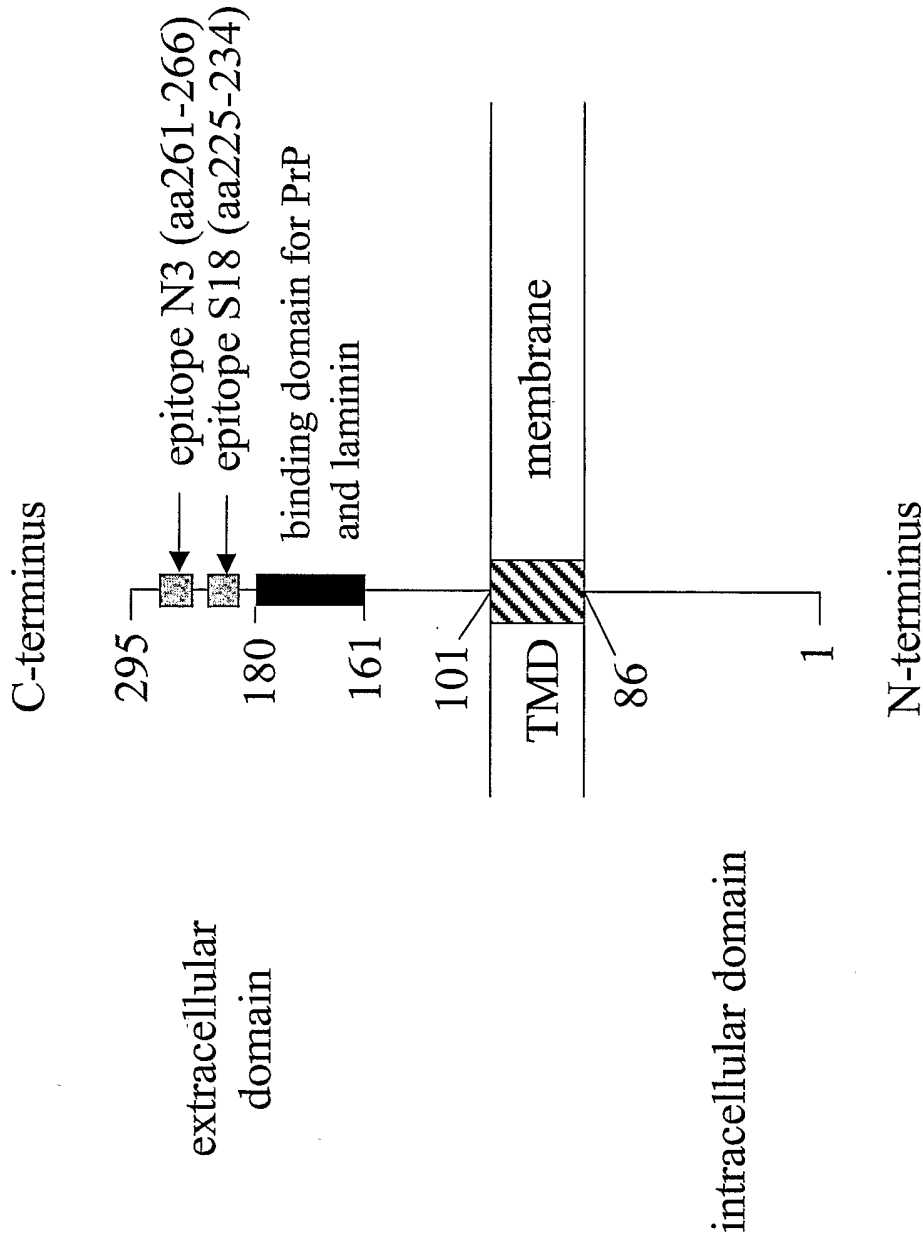 C-terminus
295
epitope N3 (aa261-266)
epitope S18 (aa225-234)
180
binding domain for PrP
and laminin
161
extracellular
domain
101
TMD
membrane
86
intracellular domain
1
N-terminus